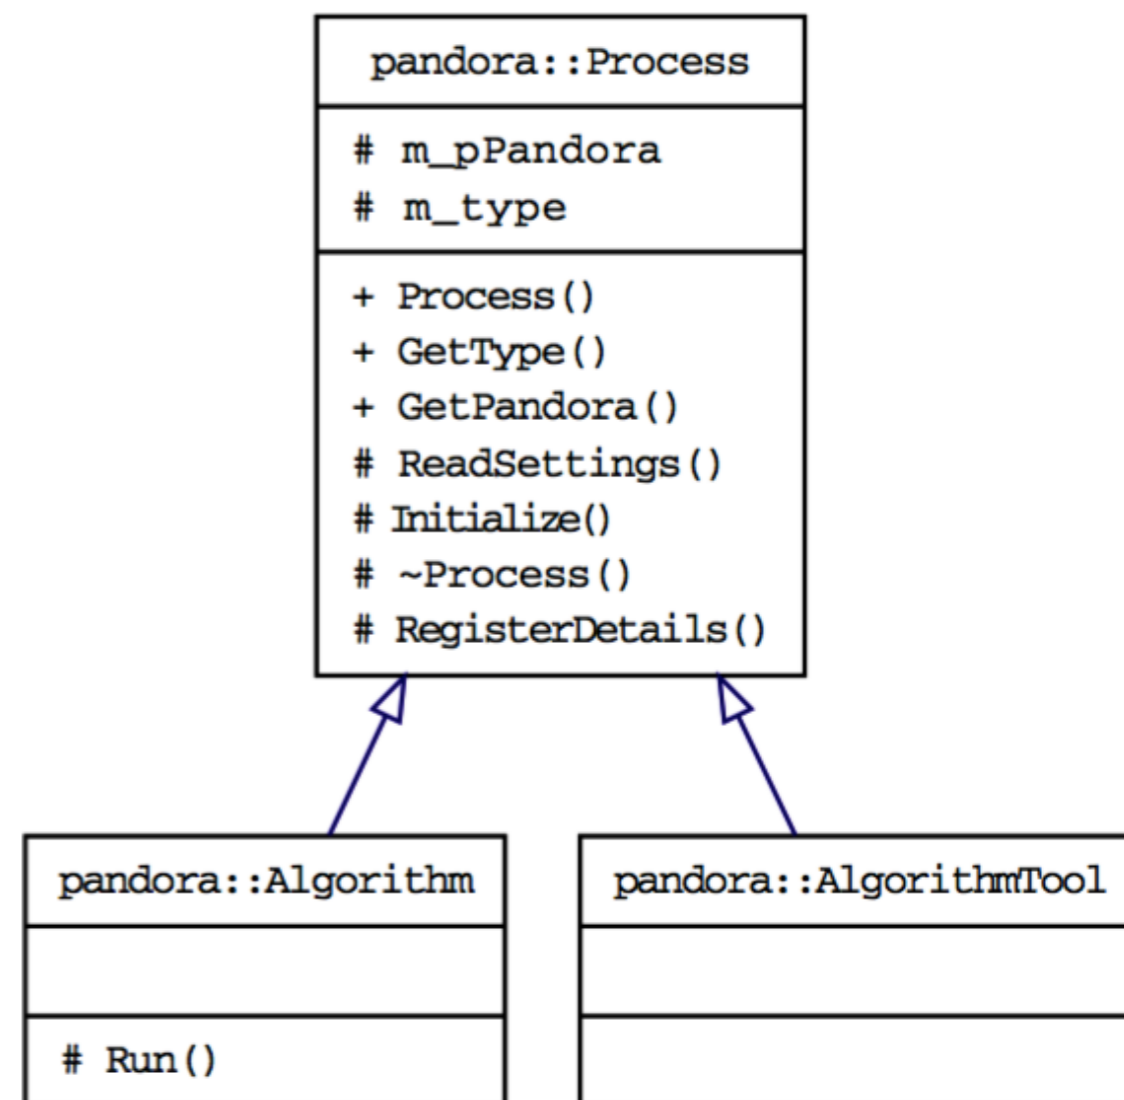 pandora::Process
# m_pPandora
# m_type
+ Process()
+ GetType()
+ GetPandora()
# ReadSettings()
# Initialize()
# ~Process()
# RegisterDetails()
pandora::Algorithm
# Run()
pandora::AlgorithmTool